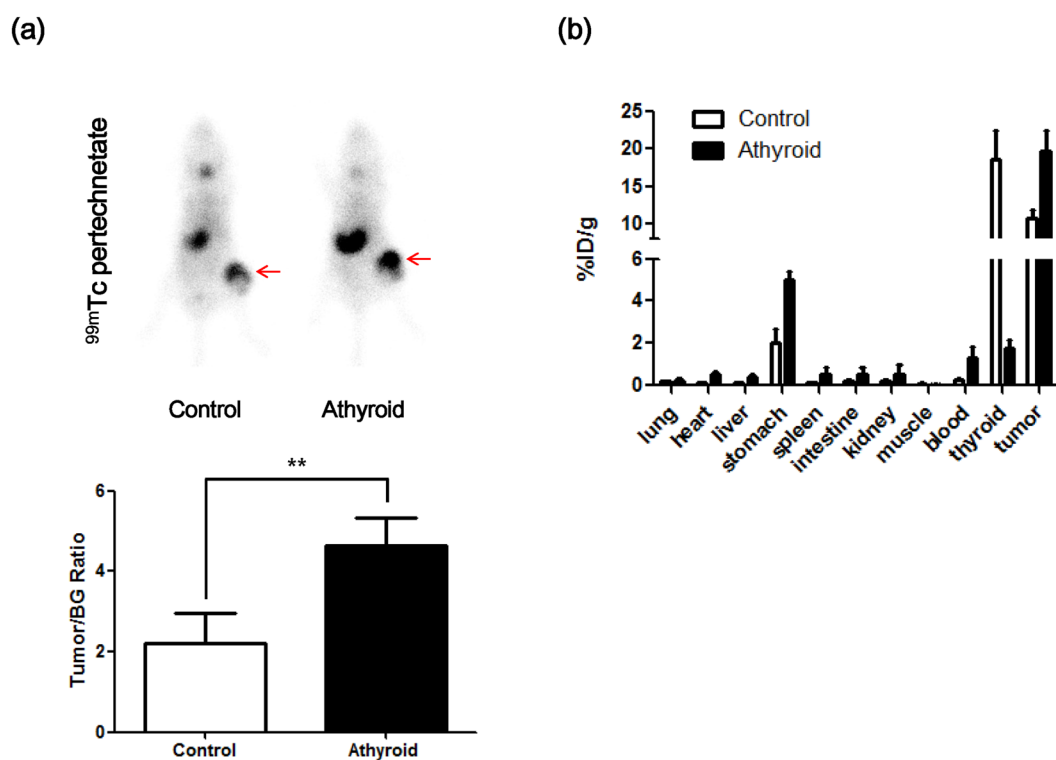 (a)
99mTc pertechnetate
Control Athyroid
**
Tumor/BG Ratio
6
4
2
0
Control Athyroid
(b)
Control
Athyroid
%ID/g
25
20
15
10
6
4
2
0
lung heart liver stomach spleen intestine kidney muscle blood thyroid tumor